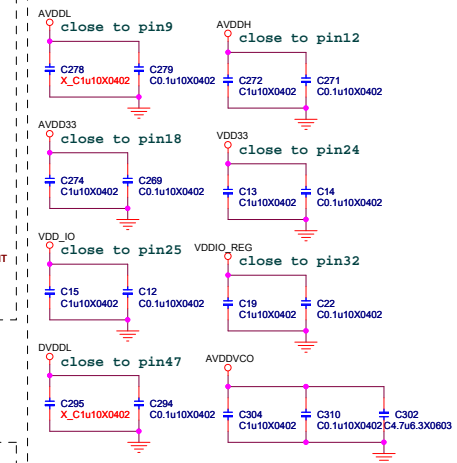 AVDDL
close to pin9
C278
X_C1u10X0402
C279
C0.1u10X0402
AVDDH
close to pin12
C272
C1u10X0402
C271
C0.1u10X0402
AVDD33
close to pin18
C274
C1u10X0402
C269
C0.1u10X0402
VDD33
close to pin24
C13
C1u10X0402
C14
C0.1u10X0402
VDD_IO
close to pin25
C15
C1u10X0402
C12
C0.1u10X0402
VDDIO_REG
close to pin32
C19
C1u10X0402
C22
C0.1u10X0402
DVDDL
close to pin47
C295
X_C1u10X0402
C294
C0.1u10X0402
AVDDVCO
C304
C1u10X0402
C310
C0.1u10X0402
C302
C4.7u6.3X0603